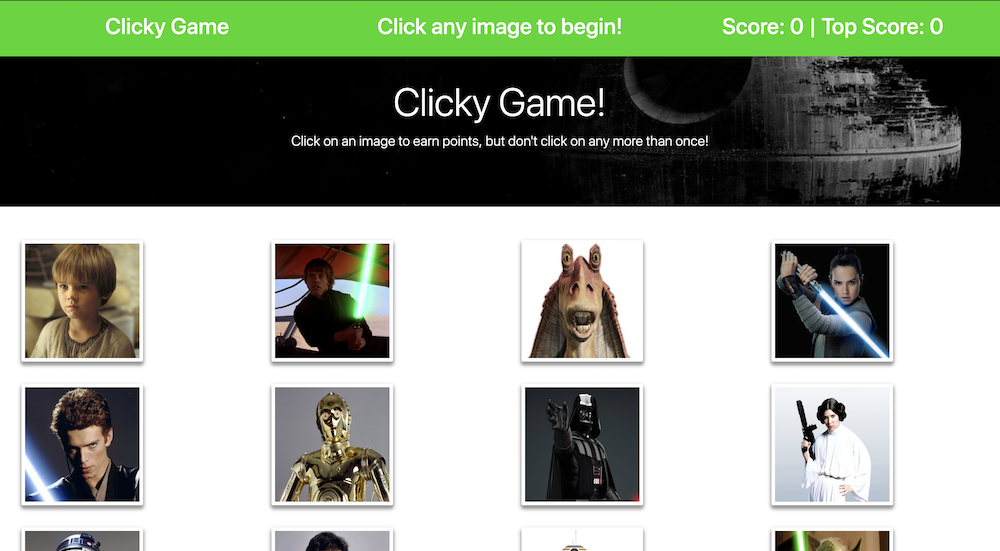 Clicky Game
Click any image to begin!
Score: 0 | Top Score: 0
Clicky Game!
Click on an image to earn points, but don't click on any more than once!